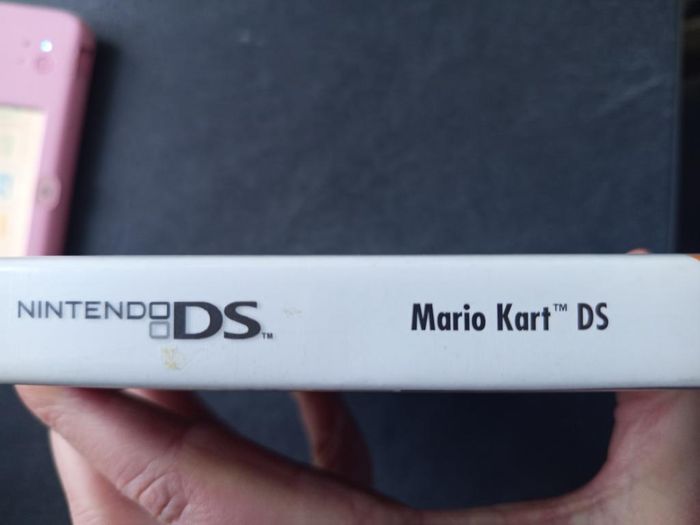 NINTENDO DS™
Mario Kart™ DS